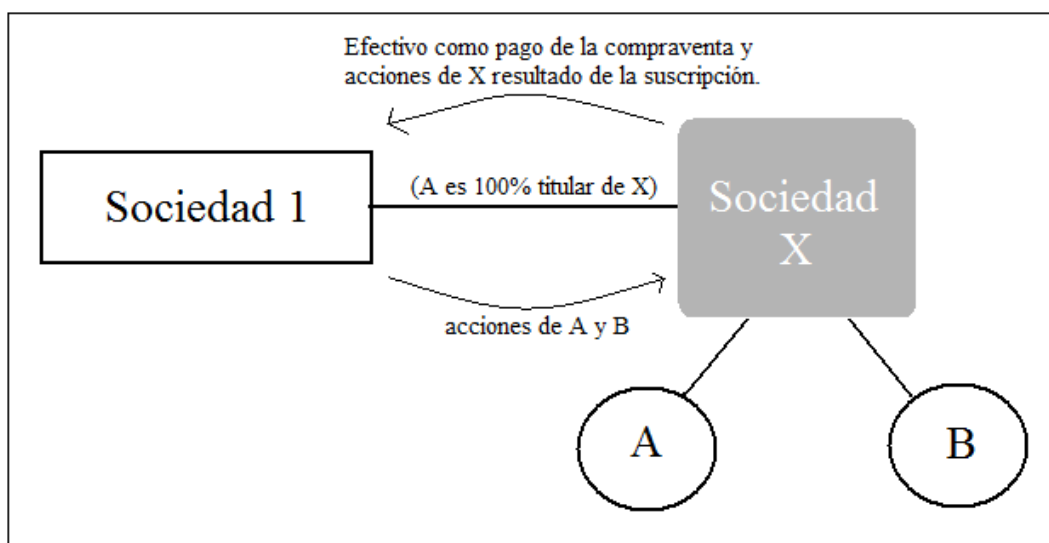 Efectivo como pago de la compraventa y
acciones de X resultado de la suscripción.
Sociedad 1
(A es 100% titular de X)
Sociedad
X
acciones de A y B
A
B